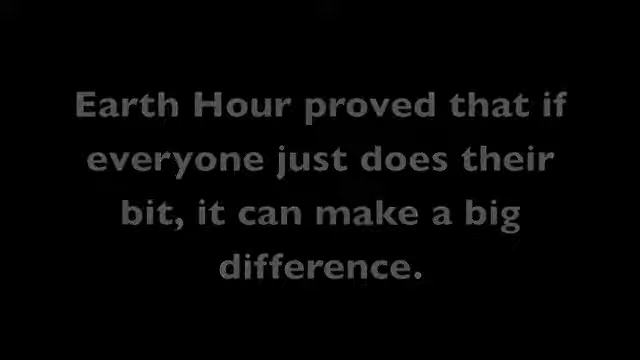 Earth Hour proved that if
everyone just does their
bit, it can make a big
difference.